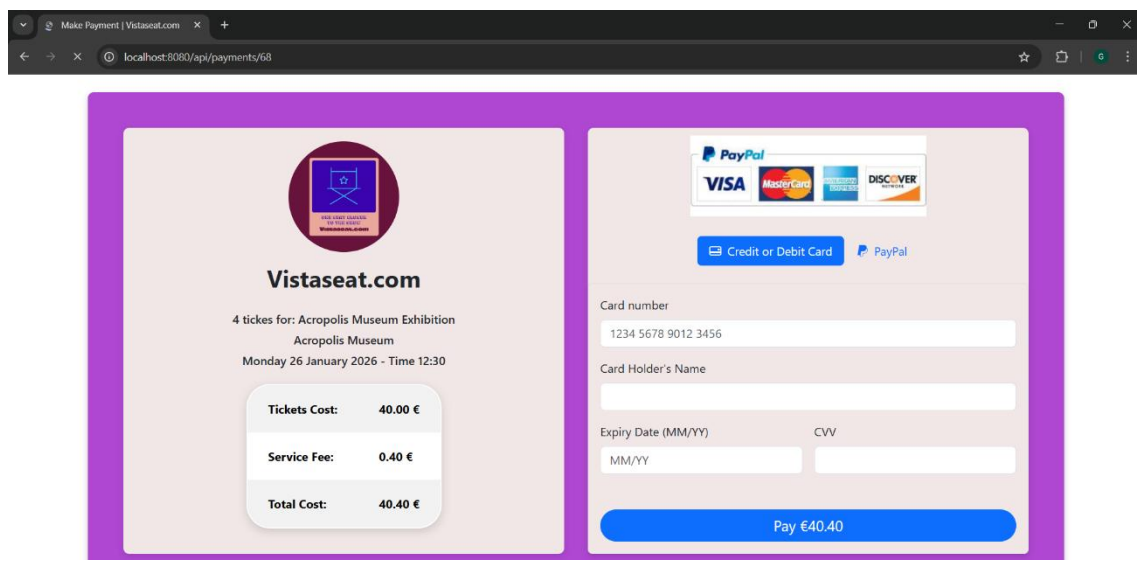 Make Payment | Vistaseat.com
localhost:8080/api/payments/68
G
Vistaseat.com
Vistaseat.com
4 tickes for: Acropolis Museum Exhibition
Acropolis Museum
Monday 26 January 2026 - Time 12:30
Tickets Cost: 40.00 €
Service Fee: 0.40 €
Total Cost: 40.40 €
PayPal
VISA MasterCard DISCOVER
NETWORK
Credit or Debit Card PayPal
Card number
1234 5678 9012 3456
Card Holder's Name
Expiry Date (MM/YY) CVV
MM/YY
Pay €40.40